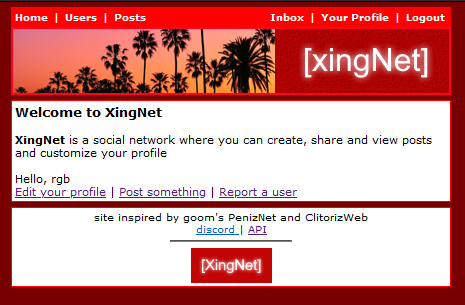 Home | Users | Posts Inbox | Your Profile | Logout
[xingNet]
Welcome to XingNet
XingNet is a social network where you can create, share and view posts
and customize your profile
Hello, rgb
Edit your profile | Post something | Report a user
site inspired by goom's PenizNet and ClitorizWeb
discord | API
[XingNet]